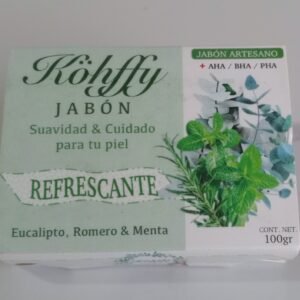 Köhffy
JABÓN ARTESANO
+ AHA / BHA / PHA
JABÓN
Suavidad & Cuidado
para tu piel
REFRESCANTE
Eucalipto, Romero & Menta
CONT. NET.
100gr